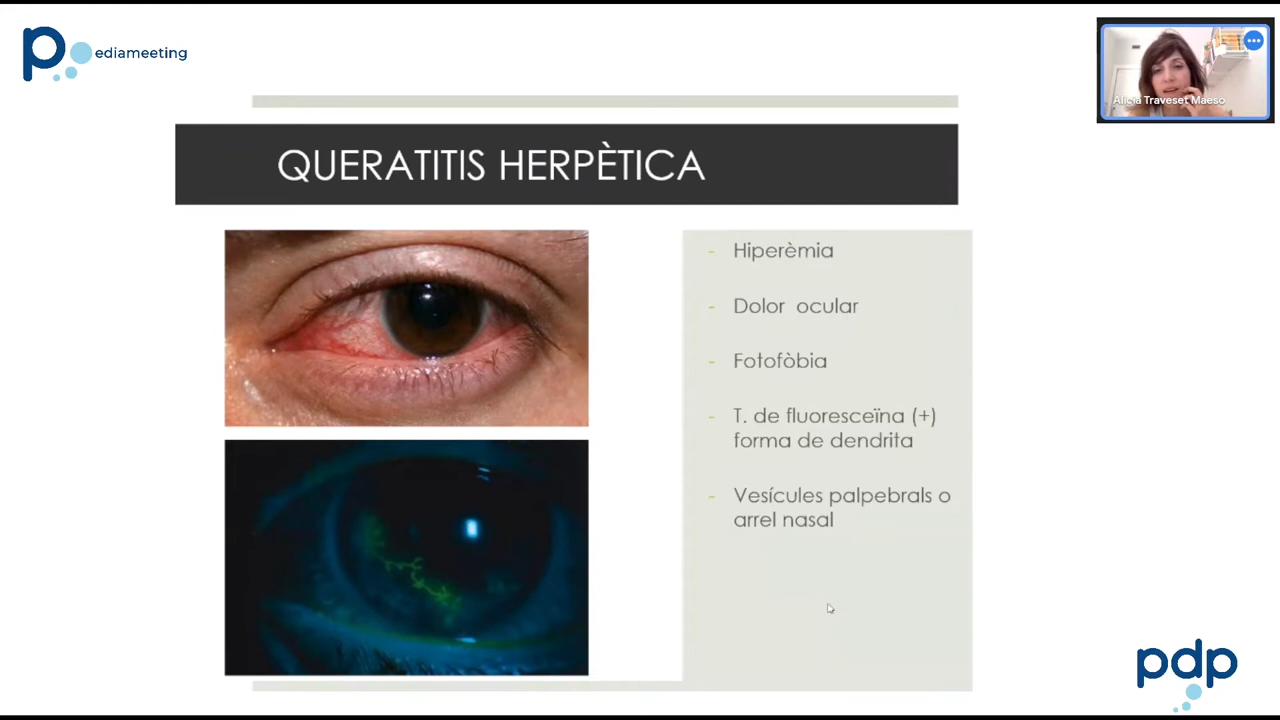 pediameeting
Alicia Traveset Maeso
QUERATITIS HERPÈTICA
- Hiperèmia
- Dolor ocular
- Fotofòbia
- T. de fluoresceïna (+)
forma de dendrita
- Vesícules palpebrals o
arrel nasal
pdp